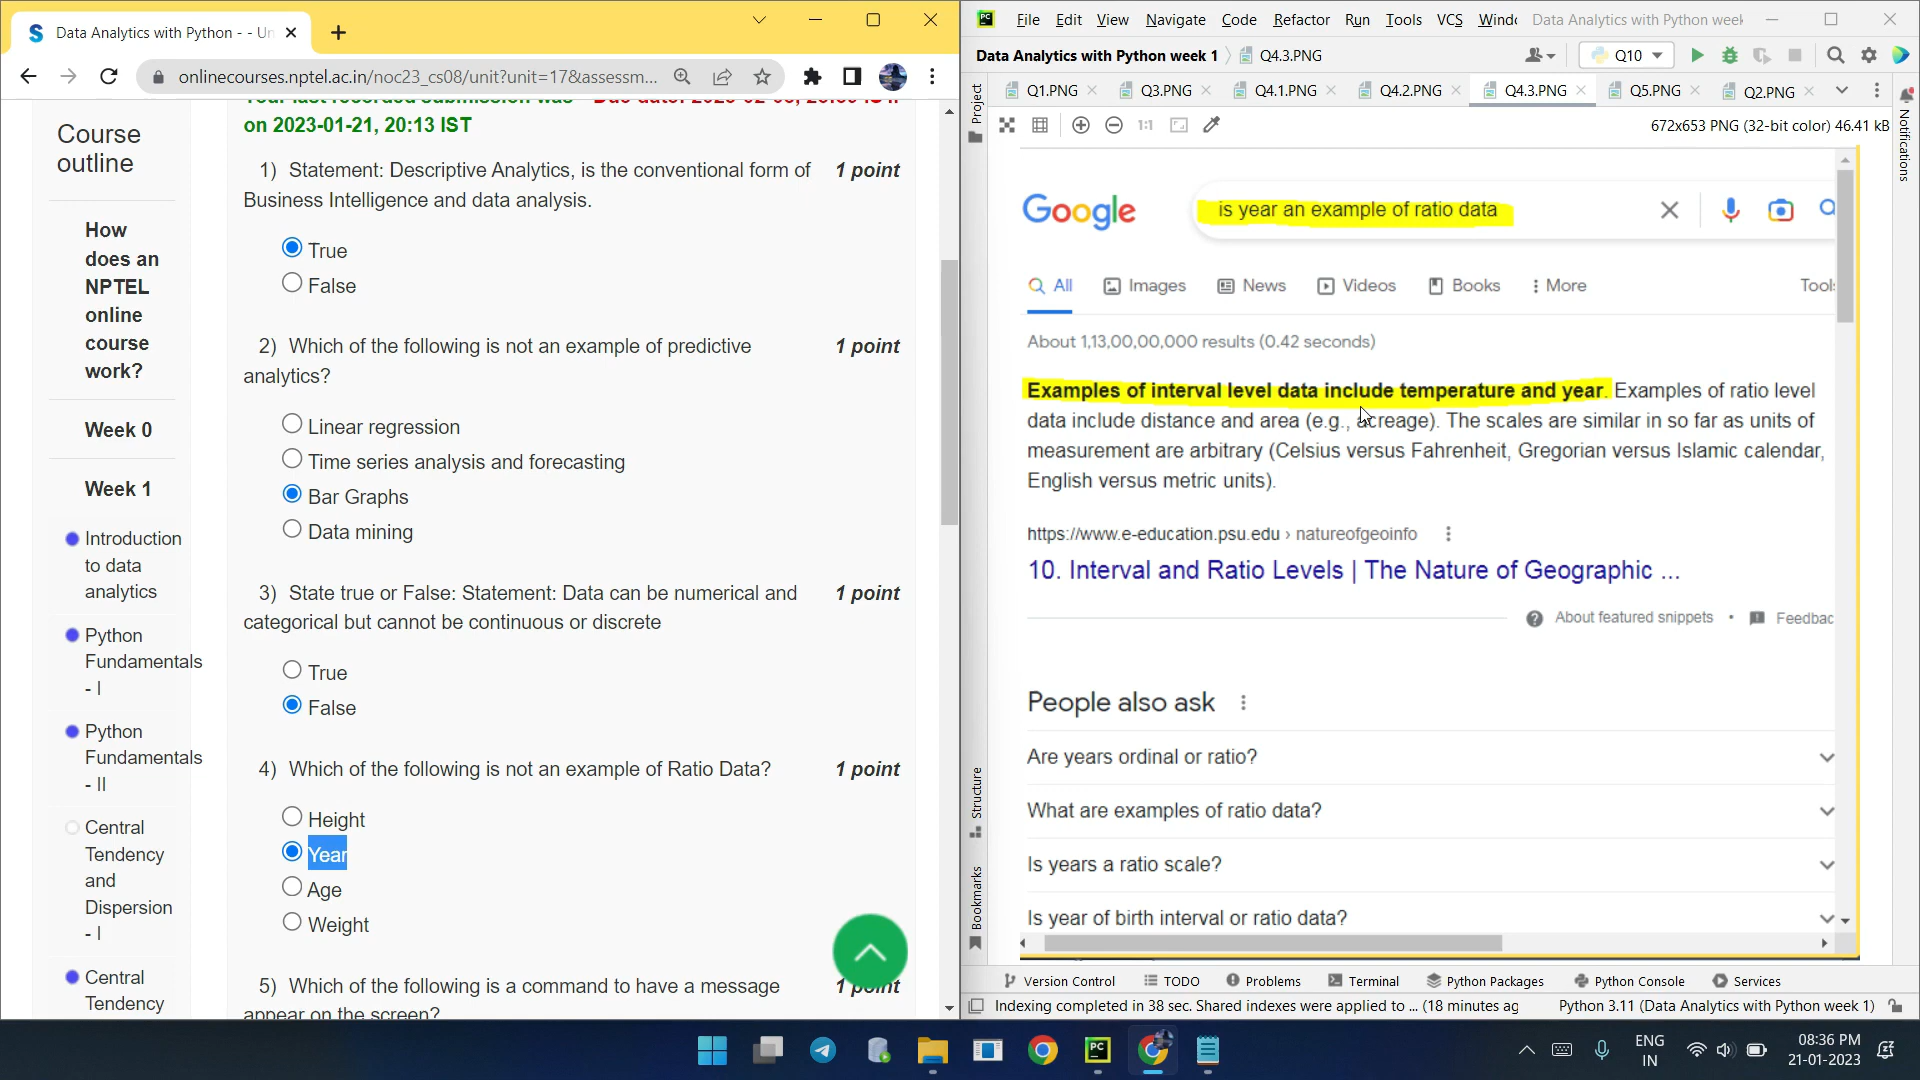 Data Analytics with Python - - Un
onlinecourses.nptel.ac.in/noc23_cs08/unit?unit=17&assessm...
on 2023-01-21, 20:13 IST
Course
outline
How
does an
NPTEL
online
course
work?
Week 0
Week 1
Introduction
to data
analytics
Python
Fundamentals
- I
Python
Fundamentals
- II
Central
Tendency
and
Dispersion
- I
Central
Tendency
1) Statement: Descriptive Analytics, is the conventional form of 1 point
Business Intelligence and data analysis.
True
False
2) Which of the following is not an example of predictive 1 point
analytics?
Linear regression
Time series analysis and forecasting
Bar Graphs
Data mining
3) State true or False: Statement: Data can be numerical and 1 point
categorical but cannot be continuous or discrete
True
False
4) Which of the following is not an example of Ratio Data? 1 point
Height
Year
Age
Weight
5) Which of the following is a command to have a message 1 point
appear on the screen?
PC File Edit View Navigate Code Refactor Run Tools VCS Data Analytics with Python
Data Analytics with Python week 1 Q4.3.PNG Q10
Q1.PNG Q3.PNG Q4.1.PNG Q4.2.PNG Q4.3.PNG Q5.PNG Q2.PNG
1:1 672x653 PNG (32-bit color) 46.41 kB
Project
Structure
Bookmarks
Notifications
Google is year an example of ratio data
All Images News Videos Books More
About 1,13,00,00,000 results (0.42 seconds)
Examples of interval level data include temperature and year. Examples of ratio level
data include distance and area (e.g., acreage). The scales are similar in so far as units of
measurement are arbitrary (Celsius versus Fahrenheit, Gregorian versus Islamic calendar,
English versus metric units).
https://www.e-education.psu.edu › natureofgeoinfo
10. Interval and Ratio Levels | The Nature of Geographic ...
About featured snippets • Feedbac
People also ask
Are years ordinal or ratio?
What are examples of ratio data?
Is years a ratio scale?
Is year of birth interval or ratio data?
Version Control TODO Problems Terminal Python Packages Python Console Services
Indexing completed in 38 sec. Shared indexes were applied to ... (18 minutes ag Python 3.11 (Data Analytics with Python week 1)
PC ENG
IN
08:36 PM
21-01-2023